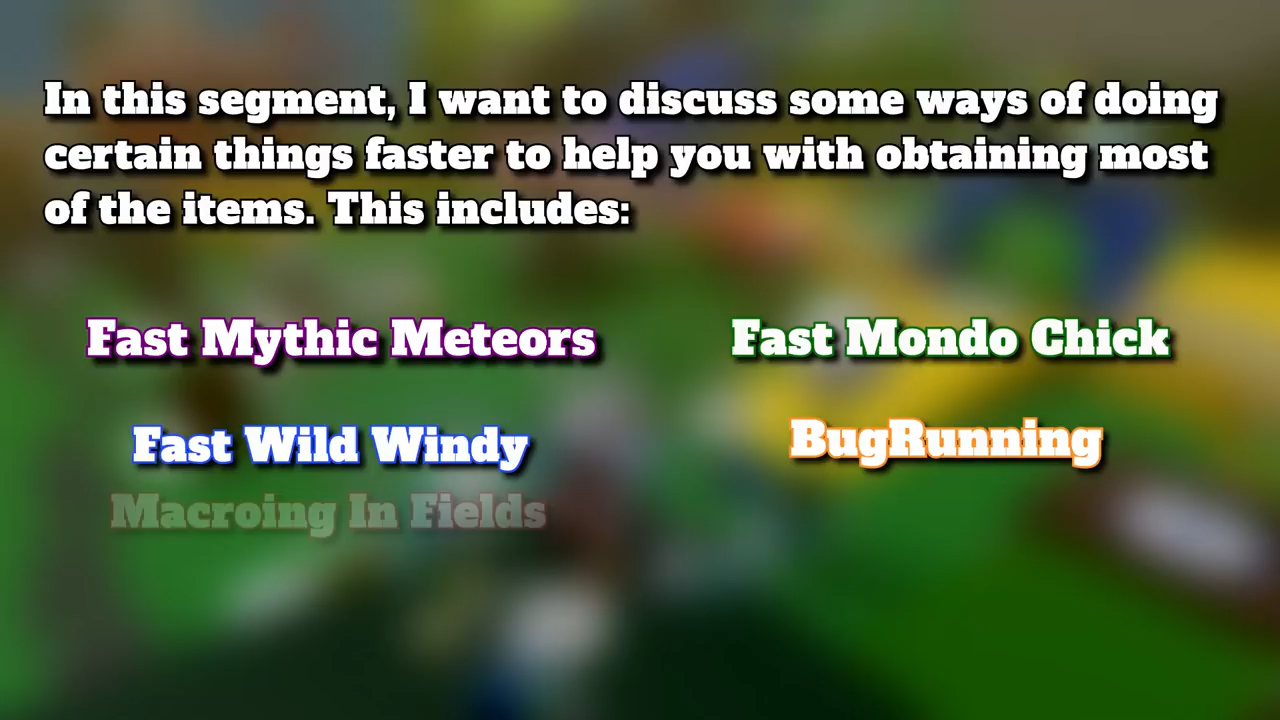 In this segment, I want to discuss some ways of doing
certain things faster to help you with obtaining most
of the items. This includes:
Fast Mythic Meteors
Fast Mondo Chick
Fast Wild Windy
BugRunning
Macroing In Fields